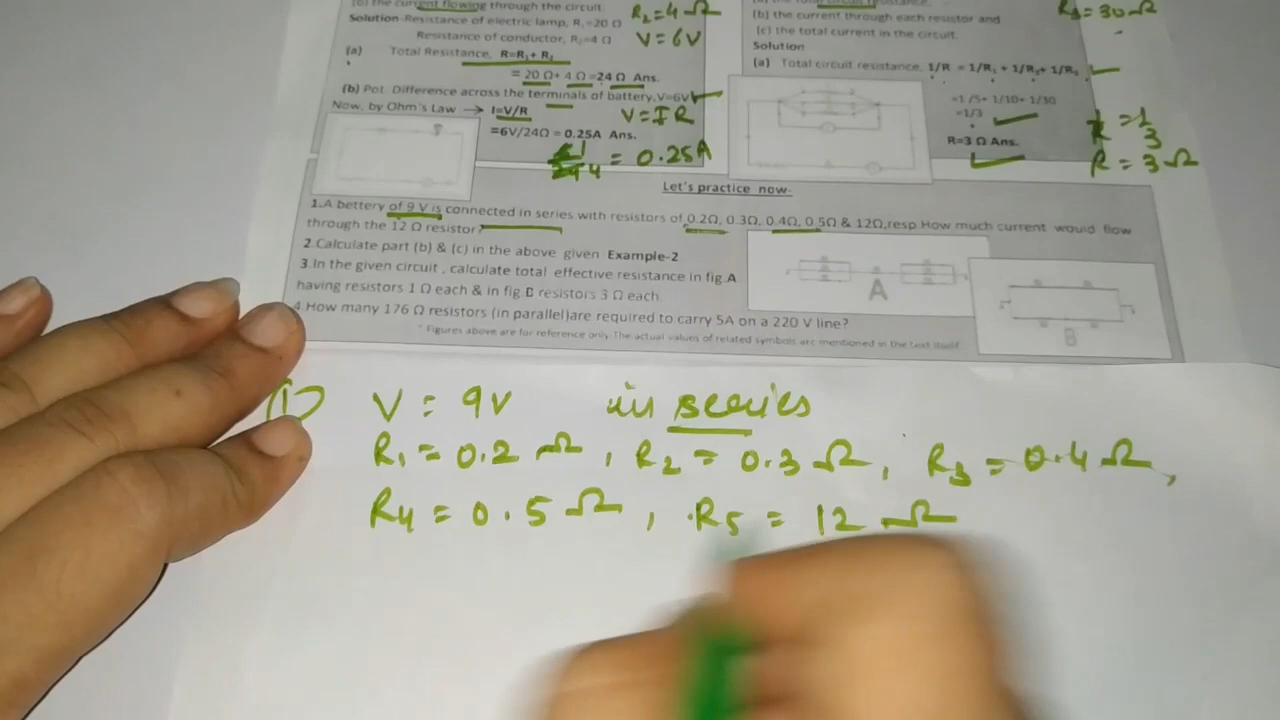 (b) the current flowing through the circuit.
Solution-Resistance of electric lamp, R₁=20 Ω
R₂=4 Ω
Resistance of conductor, R₂=4 Ω
V=6V
(a) Total Resistance, R=R₁+ R₂
= 20 Ω+ 4 Ω=24 Ω Ans.
(b) Pot. Difference across the terminals of battery,V=6V
Now, by Ohm's Law → I=V/R
V=IR
=6V/24Ω = 0.25A Ans.
= 0.25A
(a) the total circuit resistance.
R₃=30Ω
(b) the current through each resistor and
(c) the total current in the circuit.
Solution
(a) Total circuit resistance, 1/R = 1/R₁ + 1/R₂+ 1/R₃
=1/5+ 1/10+ 1/30
=1/3
R=3 Ω Ans.
1/R = 1/3
R = 3 Ω
Let's practice now-
1.A bettery of 9 V is connected in series with resistors of 0.2Ω, 0.3Ω, 0.4Ω, 0.5Ω & 12Ω,resp.How much current would flow
through the 12 Ω resistor?
2.Calculate part (b) & (c) in the above given Example-2
3.In the given circuit , calculate total effective resistance in fig.A
having resistors 1 Ω each & in fig.B resistors 3 Ω each.
4.How many 176 Ω resistors (in parallel)are required to carry 5A on a 220 V line?
* Figures above are for reference only.The actual values of related symbols are mentioned in the text itself
A
B
(1) V = 9V in series
R₁ = 0.2 Ω , R₂ = 0.3 Ω, R₃ = 0.4 Ω,
R₄ = 0.5 Ω , R₅ = 12 Ω